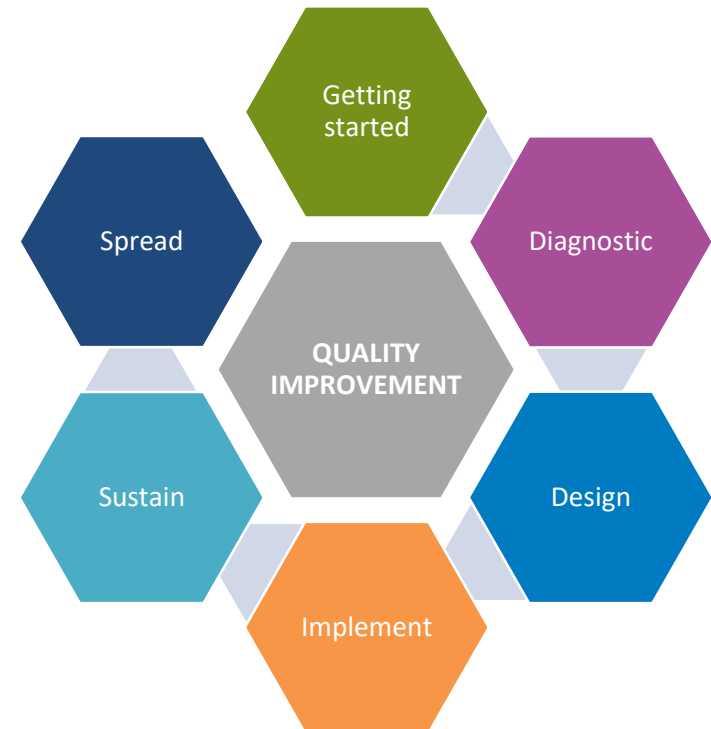 Getting
started
Diagnostic
Design
Implement
Sustain
Spread
QUALITY
IMPROVEMENT